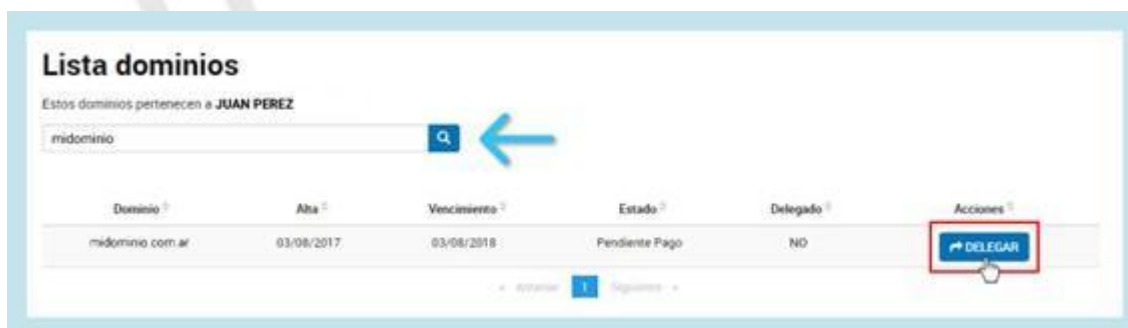 Lista dominios
Estos dominios pertenecen a JUAN PEREZ
midominio
Dominio Alta Vencimiento Estado Delegado Acciones
midominio.com.ar 03/08/2017 03/08/2018 Pendiente Pago NO DELEGAR
« Anterior 1 Siguiente »